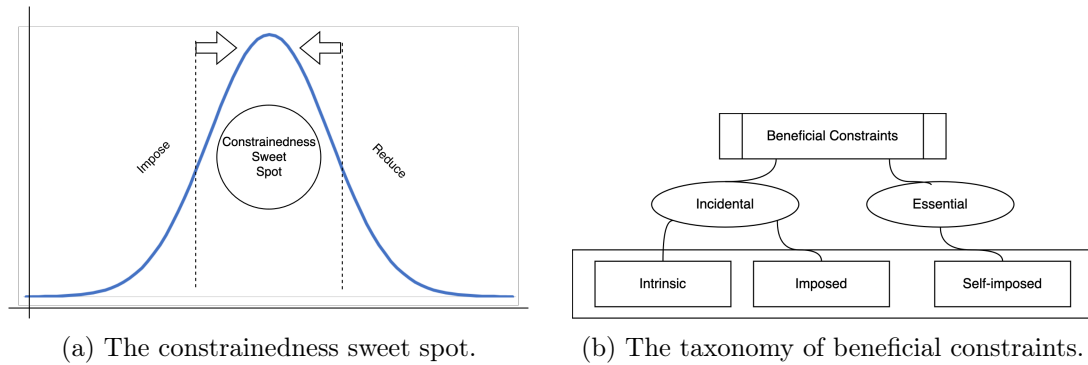 Impose
Constrainedness
Sweet
Spot
Reduce
(a) The constrainedness sweet spot.
Beneficial Constraints
Incidental
Essential
Intrinsic
Imposed
Self-imposed
(b) The taxonomy of beneficial constraints.